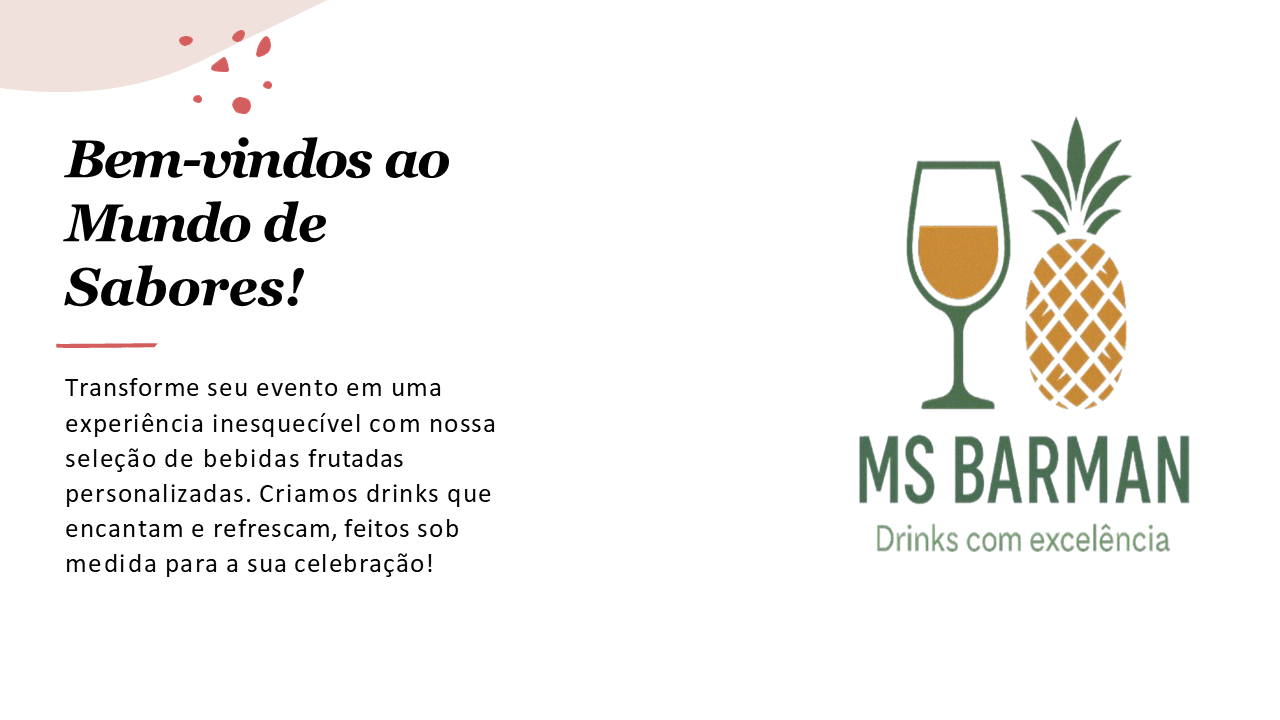 Bem-vindos ao
Mundo de
Sabores!
Transforme seu evento em uma
experiência inesquecível com nossa
seleção de bebidas frutadas
personalizadas. Criamos drinks que
encantam e refrescam, feitos sob
medida para a sua celebração!
MS BARMAN
Drinks com excelência